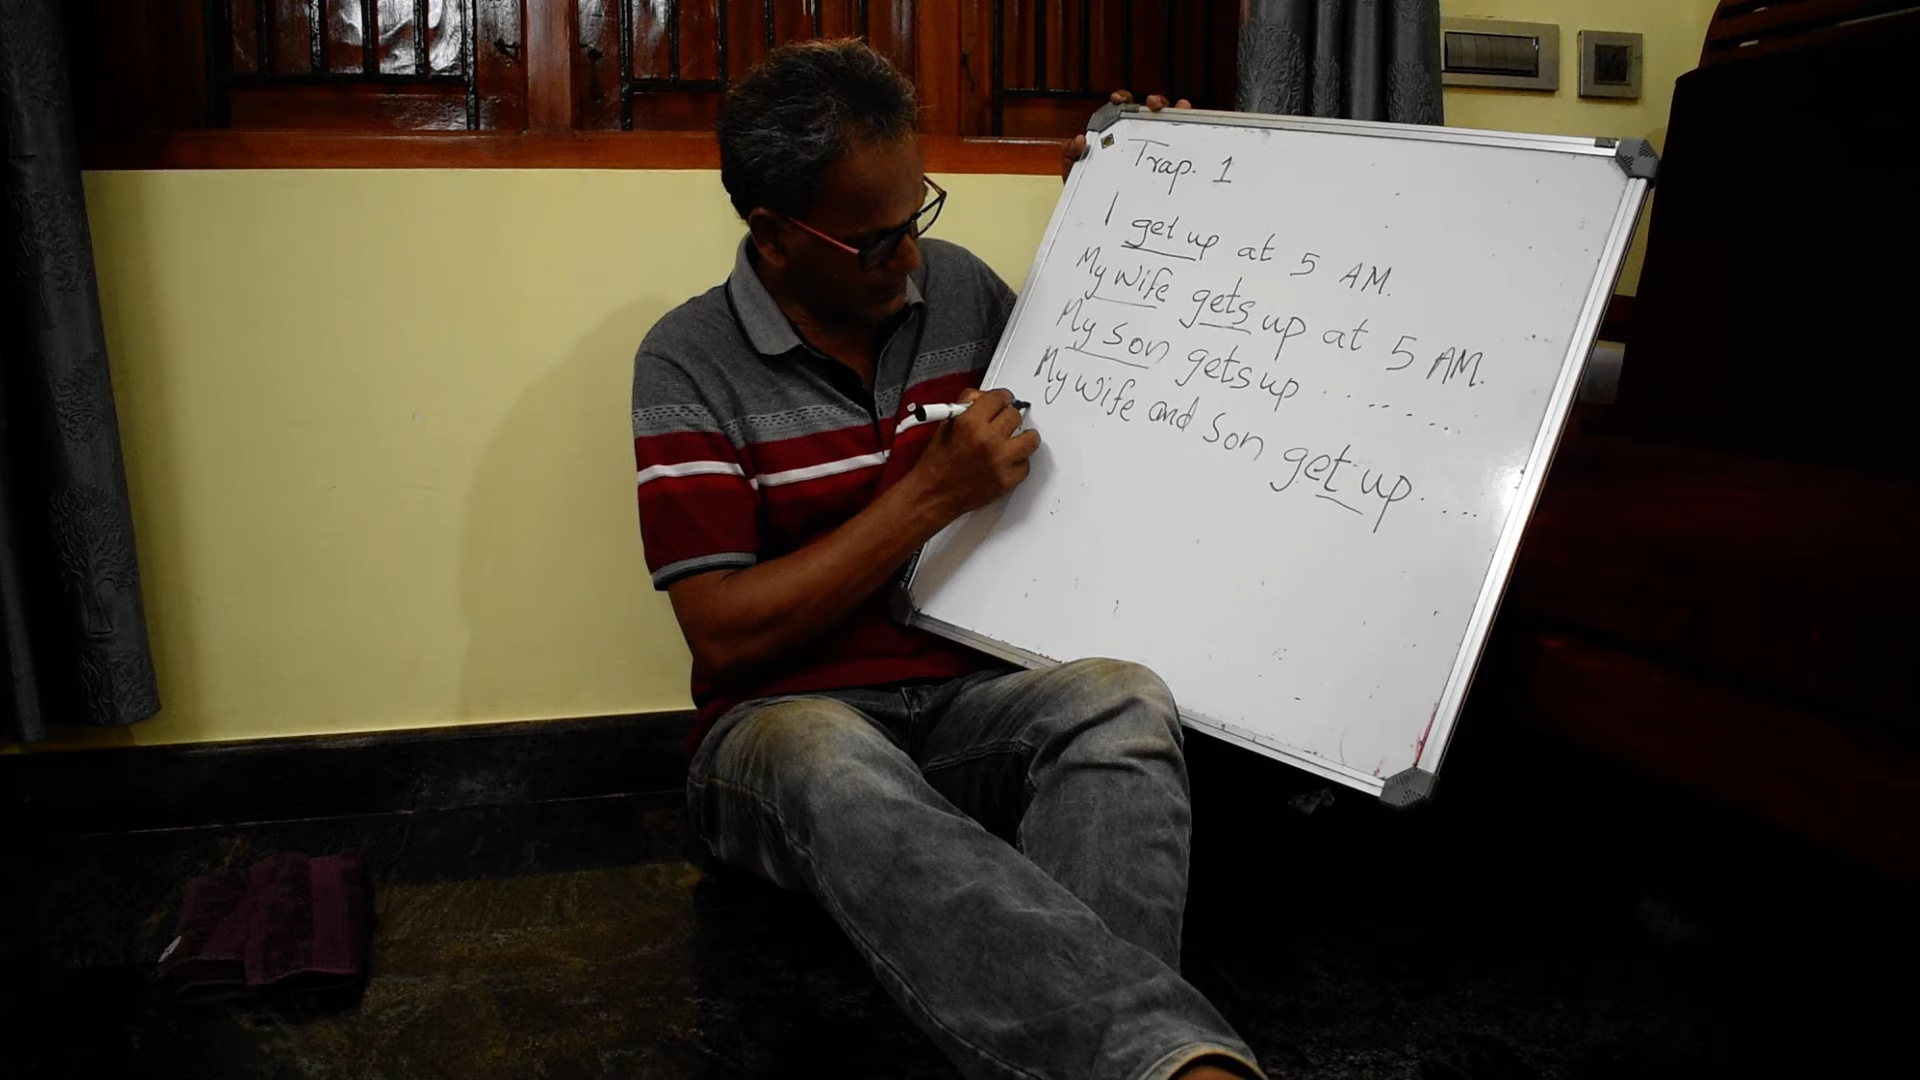 Trap. 1
I get up at 5 AM.
My wife gets up at 5 AM.
My son gets up ..........
My wife and son get up.....